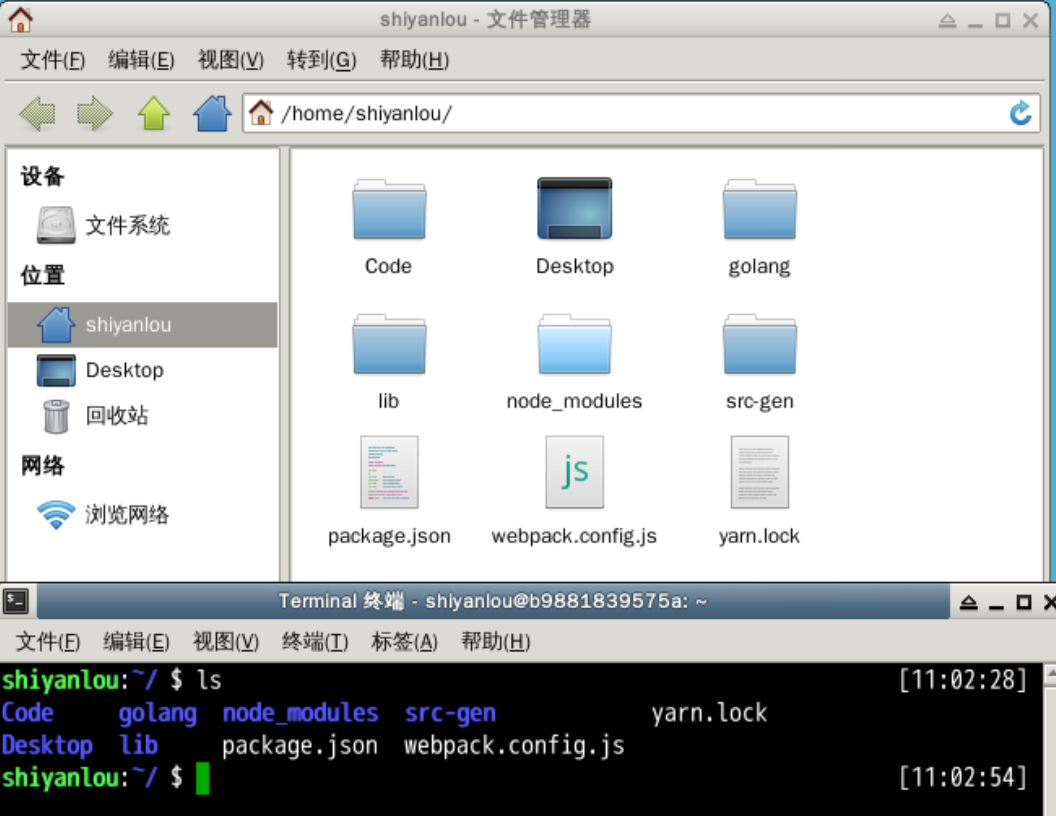 shiyanlou - 文件管理器
文件(F) 编辑(E) 视图(V) 转到(G) 帮助(H)
/home/shiyanlou/
设备
文件系统
位置
shiyanlou
Desktop
回收站
网络
浏览网络
Code Desktop golang
lib node_modules src-gen
js
package.json webpack.config.js yarn.lock
Terminal 终端 - shiyanlou@b9881839575a: ~
文件(F) 编辑(E) 视图(V) 终端(T) 标签(A) 帮助(H)
shiyanlou:~/ $ ls [11:02:28]
Code golang node_modules src-gen yarn.lock
Desktop lib package.json webpack.config.js
shiyanlou:~/ $ [11:02:54]